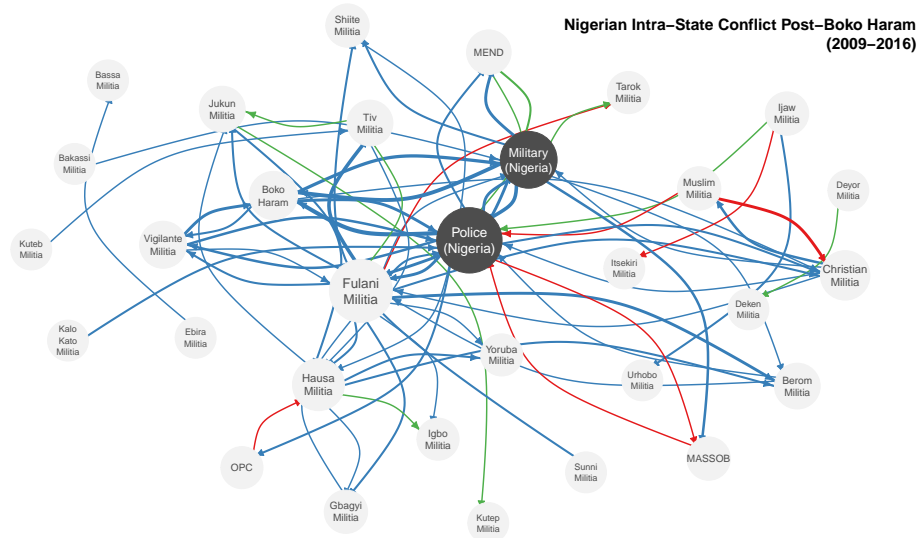 Nigerian Intra−State Conflict Post−Boko Haram
(2009−2016)
Shiite
Militia
MEND
Bassa
Militia
Tarok
Militia
Jukun
Militia
Tiv
Militia
Ijaw
Militia
Bakassi
Militia
Military
(Nigeria)
Boko
Haram
Muslim
Militia
Deyor
Militia
Kuteb
Militia
Vigilante
Militia
Police
(Nigeria)
Itsekiri
Militia
Christian
Militia
Fulani
Militia
Deken
Militia
Kalo
Kato
Militia
Ebira
Militia
Yoruba
Militia
Hausa
Militia
Urhobo
Militia
Berom
Militia
Igbo
Militia
OPC
Sunni
Militia
MASSOB
Gbagyi
Militia
Kutep
Militia